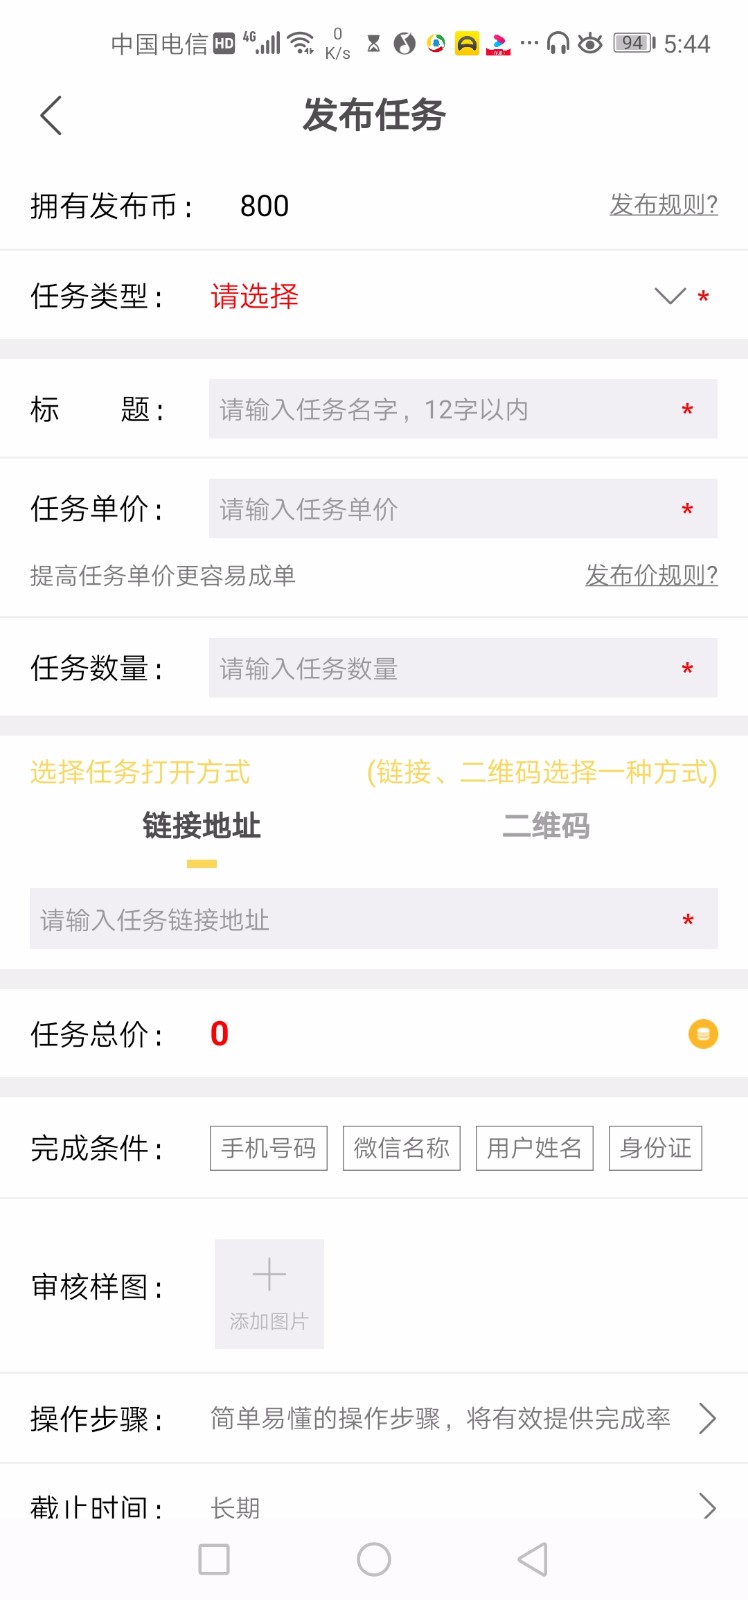 中国电信 HD 4G 0 K/s 94 5:44
发布任务
拥有发布币： 800 发布规则?
任务类型： 请选择 *
标 题： 请输入任务名字，12字以内 *
任务单价： 请输入任务单价 *
提高任务单价更容易成单 发布价规则?
任务数量： 请输入任务数量 *
选择任务打开方式 (链接、二维码选择一种方式)
链接地址 二维码
请输入任务链接地址 *
任务总价： 0
完成条件： 手机号码 微信名称 用户姓名 身份证
审核样图： 添加图片
操作步骤： 简单易懂的操作步骤，将有效提供完成率
截止时间： 长期